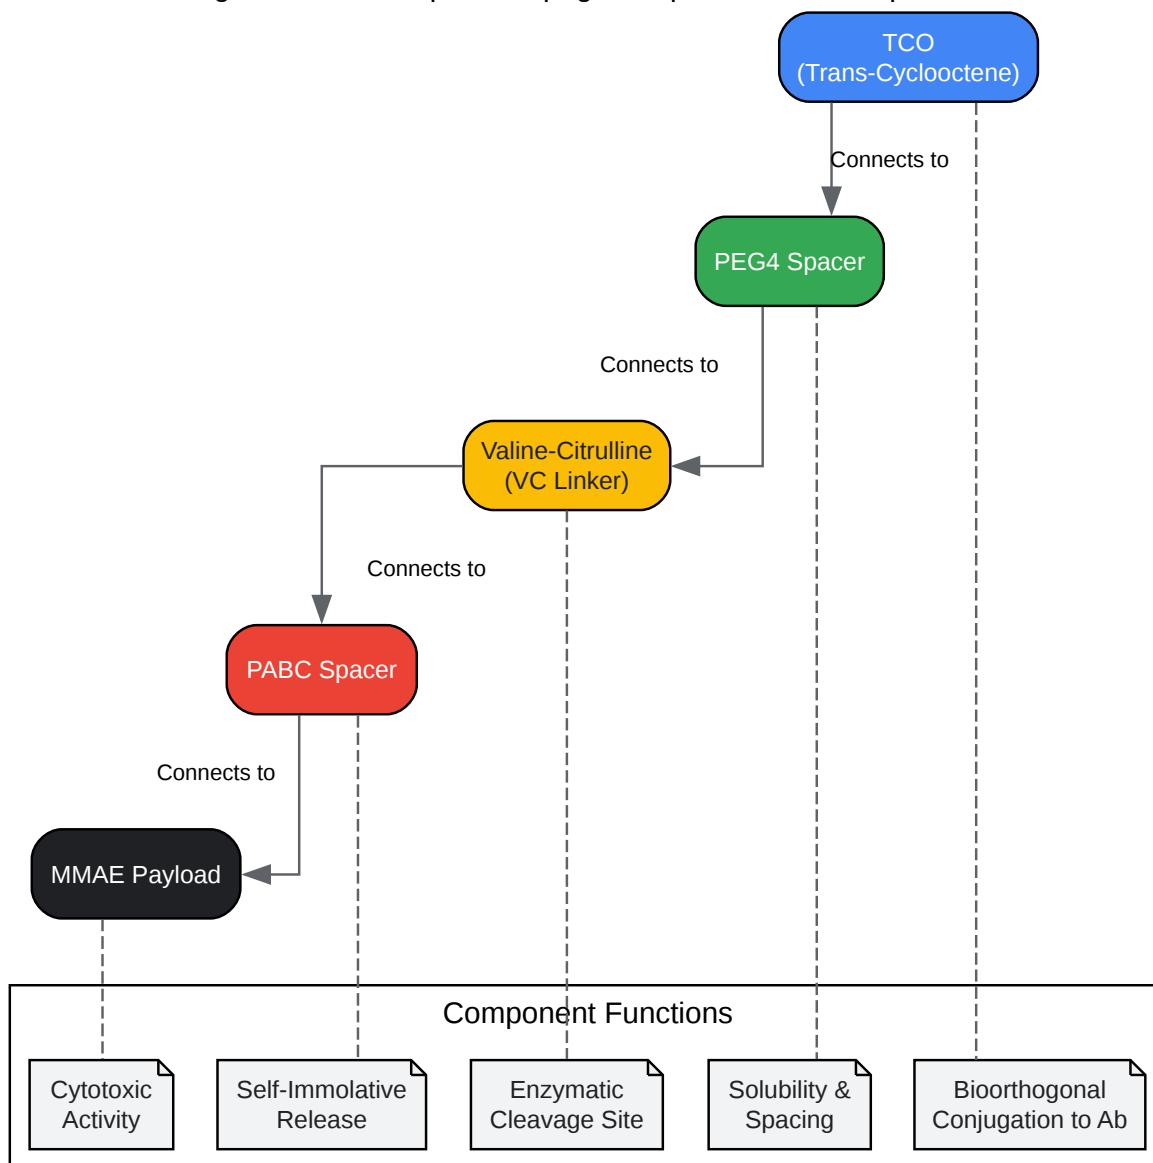 TCO
(Trans-Cyclooctene)
Connects to
PEG4 Spacer
Connects to
Valine-Citrulline
(VC Linker)
Connects to
PABC Spacer
Connects to
MMAE Payload
Component Functions
Cytotoxic
Activity
Self-Immolative
Release
Enzymatic
Cleavage Site
Solubility &
Spacing
Bioorthogonal
Conjugation to Ab